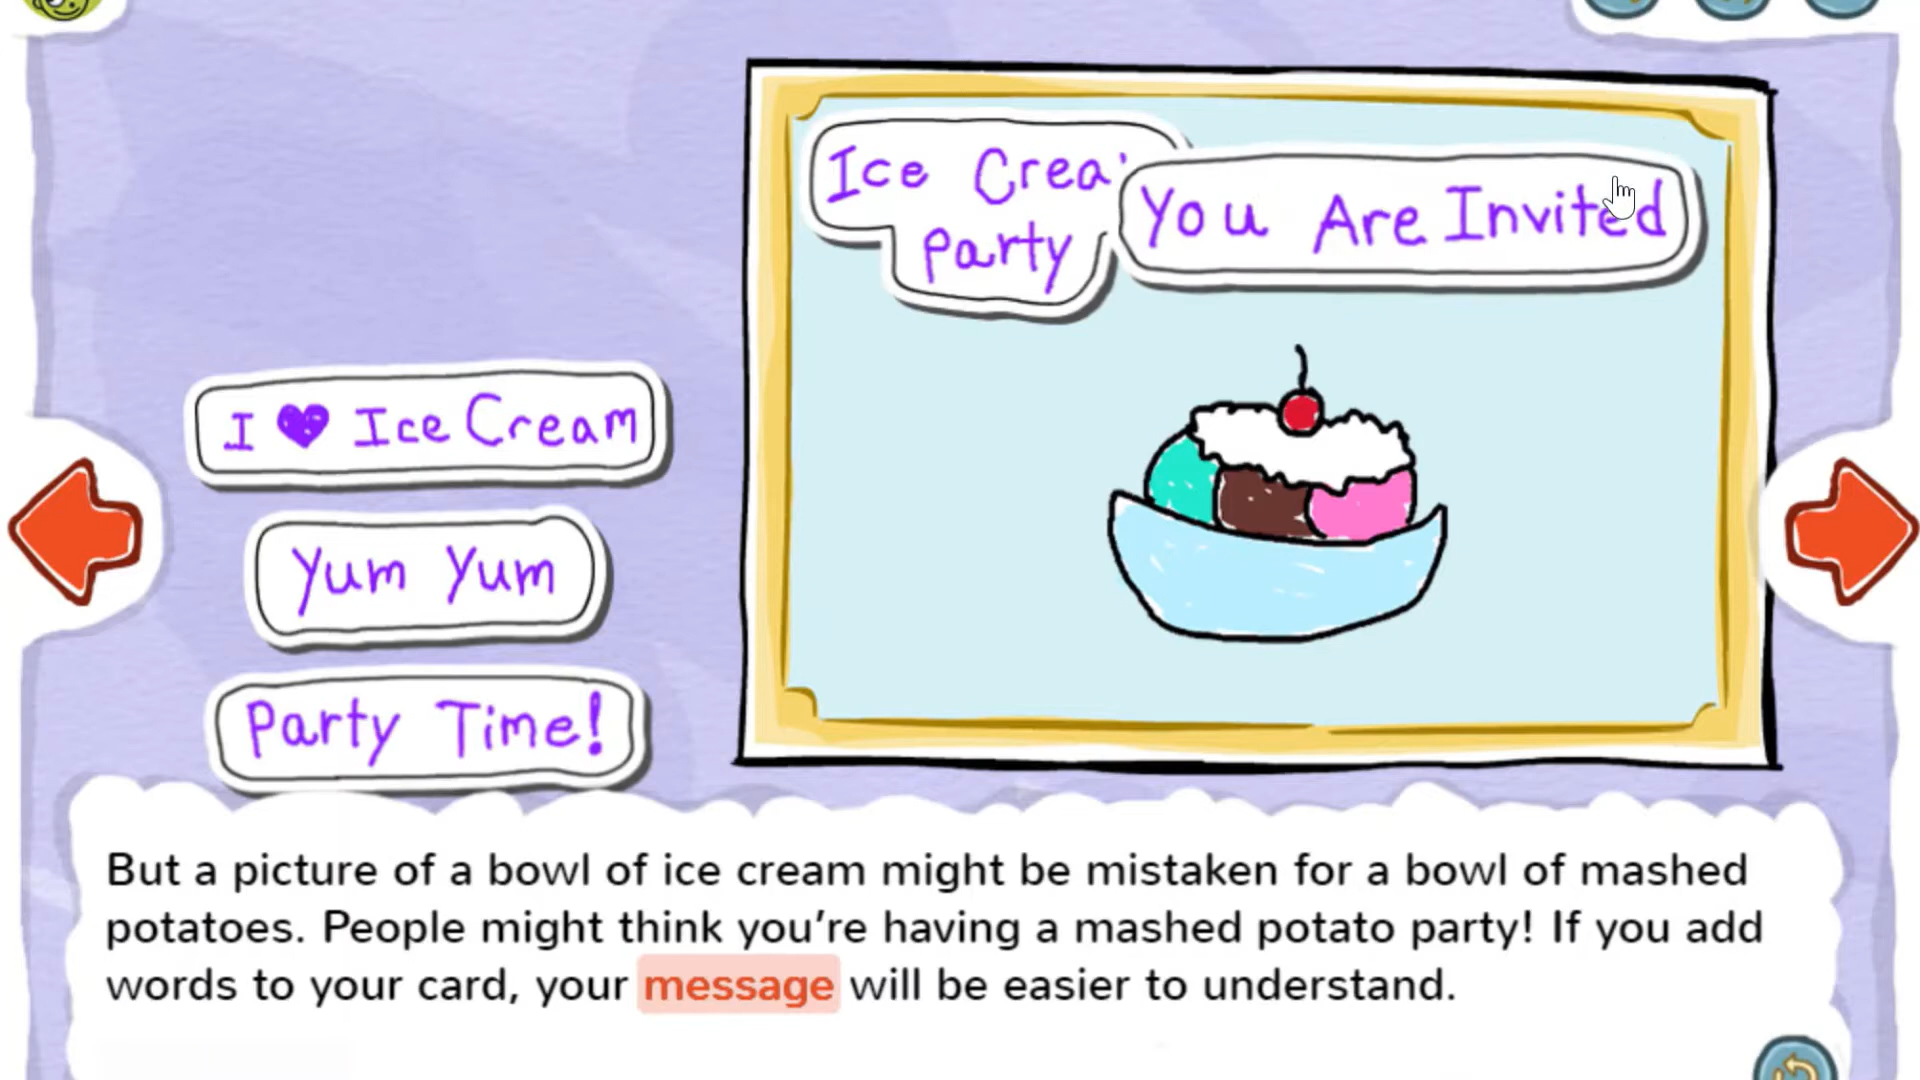 Ice Crea
Party
You Are Invited
I ♥ Ice Cream
Yum Yum
Party Time!
But a picture of a bowl of ice cream might be mistaken for a bowl of mashed
potatoes. People might think you're having a mashed potato party! If you add
words to your card, your message will be easier to understand.